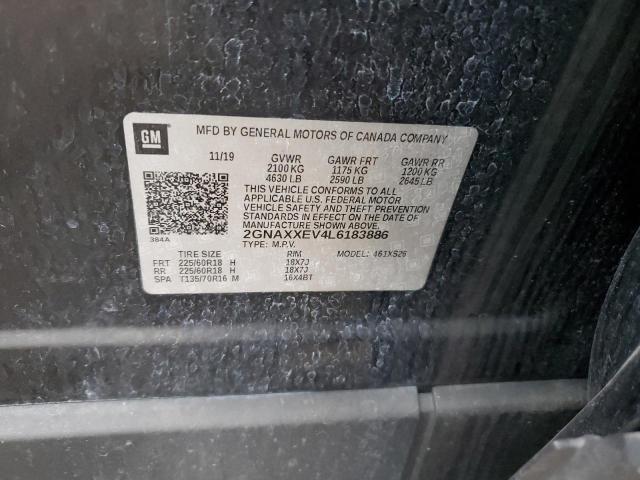 GM
MFD BY GENERAL MOTORS OF CANADA COMPANY
11/19 GVWR GAWR FRT GAWR RR
2100 KG 1175 KG 1200 KG
4630 LB 2590 LB 2645 LB
THIS VEHICLE CONFORMS TO ALL
APPLICABLE U.S. FEDERAL MOTOR
VEHICLE SAFETY AND THEFT PREVENTION
STANDARDS IN EFFECT ON THE DATE OF
MANUFACTURE SHOWN ABOVE.
384A 2GNAXXEV4L6183886
TYPE: M.P.V. MODEL: 461XS26
TIRE SIZE RIM
FRT 225/60R18 H 18X7J
RR 225/60R18 H 18X7J
SPA T135/70R16 M 16X4BT